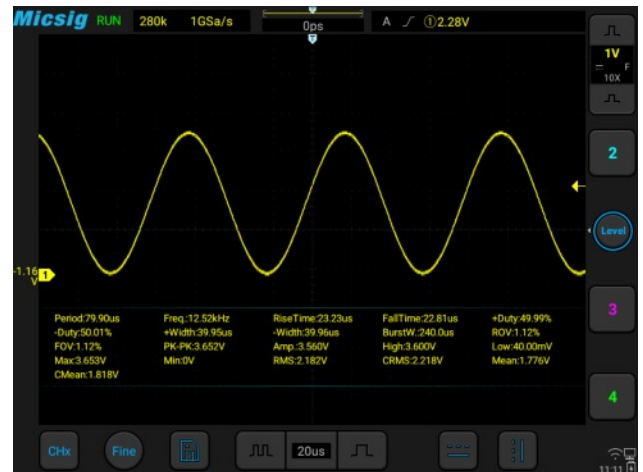 Micsig RUN 280k 1GSa/s 0ps A ①2.28V
T
1V
F
10X
2
Level
-1.16
V
1
3
Period:79.90us Freq:12.52kHz RiseTime:23.23us FallTime:22.81us +Duty:49.99%
-Duty:50.01% +Width:39.95us -Width:39.96us BurstW:240.0us ROV:1.12%
FOV:1.12% PK-PK:3.652V Amp.:3.560V High:3.600V Low:40.00mV
Max:3.653V Min:0V RMS:2.182V CRMS:2.218V Mean:1.776V
CMean:1.818V
4
CHx Fine 20us
11:11